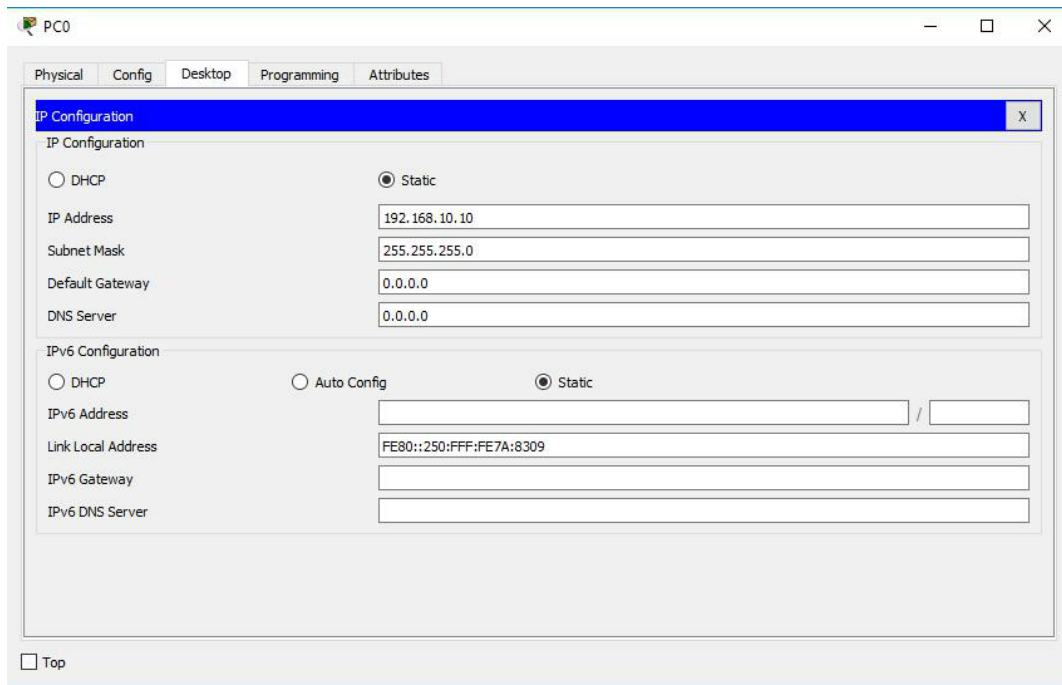 PC0
Physical Config Desktop Programming Attributes
IP Configuration X
IP Configuration
DHCP Static
IP Address 192.168.10.10
Subnet Mask 255.255.255.0
Default Gateway 0.0.0.0
DNS Server 0.0.0.0
IPv6 Configuration
DHCP Auto Config Static
IPv6 Address /
Link Local Address FE80::250:FFF:FE7A:8309
IPv6 Gateway
IPv6 DNS Server
Top